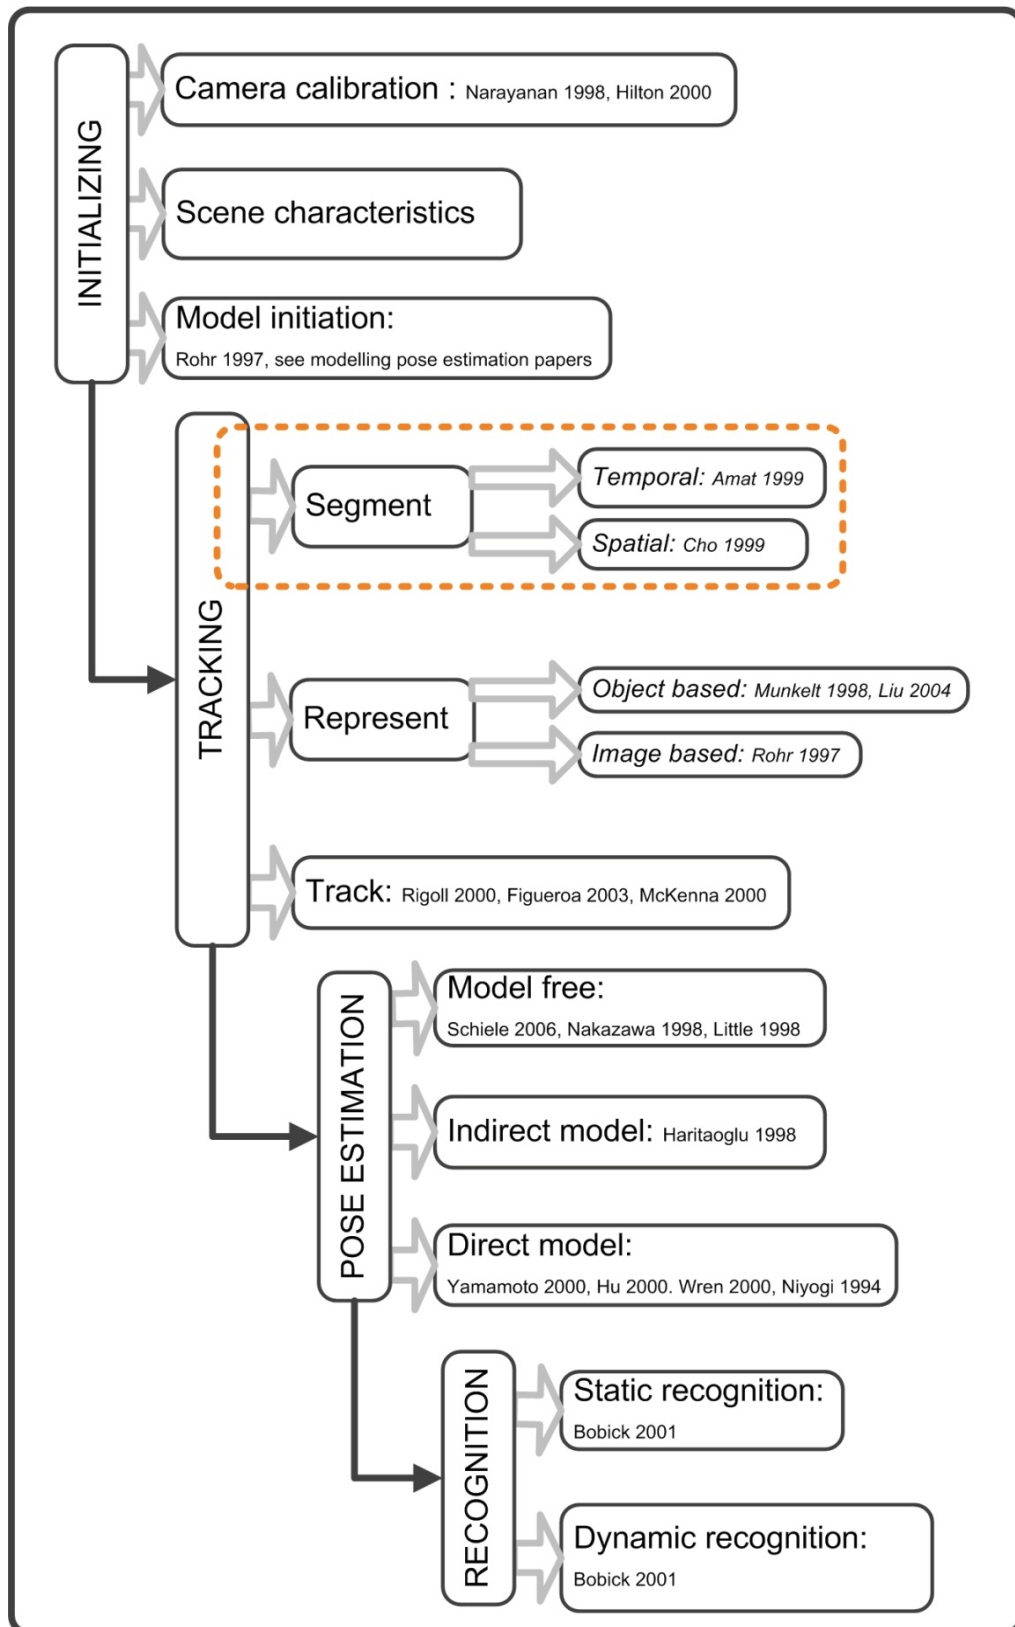 INITIALIZING
Camera calibration : Narayanan 1998, Hilton 2000
Scene characteristics
Model initiation:
Rohr 1997, see modelling pose estimation papers
TRACKING
Segment
Temporal: Amat 1999
Spatial: Cho 1999
Represent
Object based: Munkelt 1998, Liu 2004
Image based: Rohr 1997
Track: Rigoll 2000, Figueroa 2003, McKenna 2000
POSE ESTIMATION
Model free:
Schiele 2006, Nakazawa 1998, Little 1998
Indirect model: Haritaoglu 1998
Direct model:
Yamamoto 2000, Hu 2000. Wren 2000, Niyogi 1994
RECOGNITION
Static recognition:
Bobick 2001
Dynamic recognition:
Bobick 2001